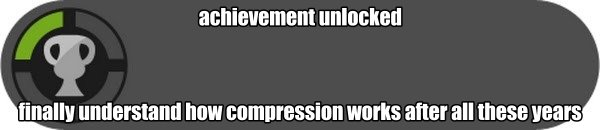 achievement unlocked
finally understand how compression works after all these years